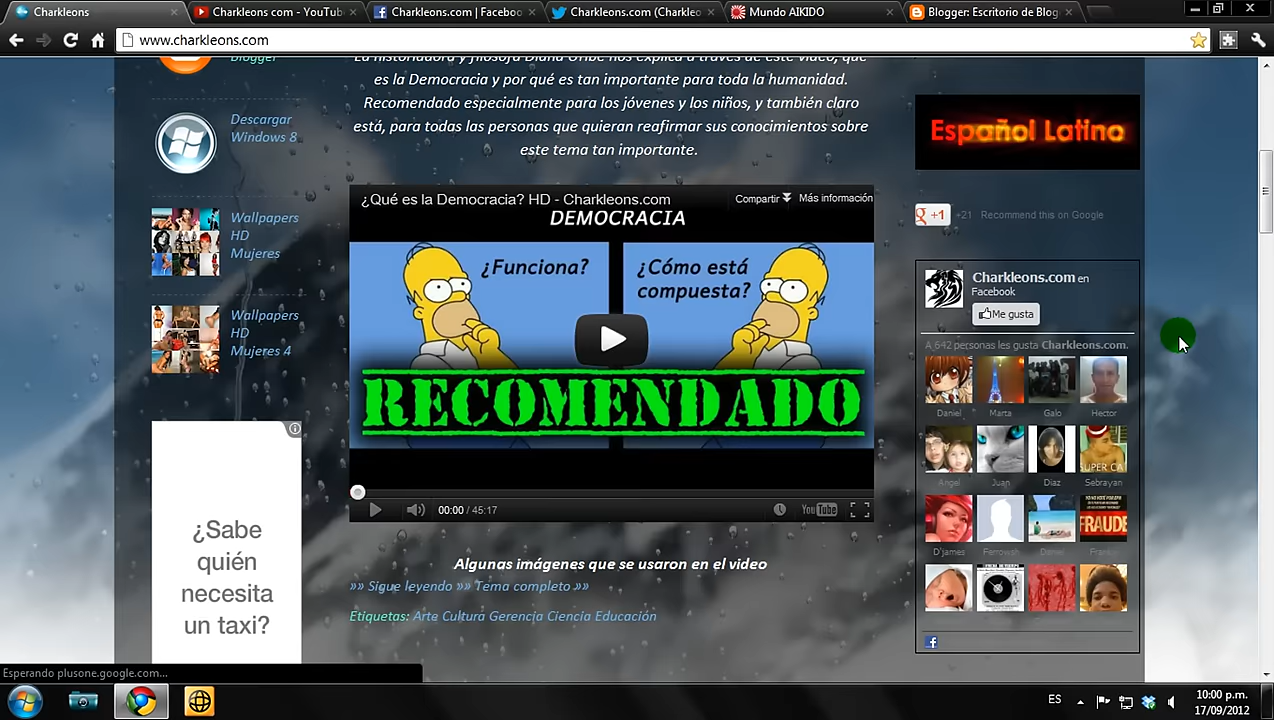 Charkleons
Charkleons com - YouTub
Charkleons.com | Faceboo
Charkleons.com (Charkleo
Mundo AIKIDO
Blogger: Escritorio de Blog
www.charkleons.com
Blogger
Descargar
Windows 8
Wallpapers
HD
Mujeres
Wallpapers
HD
Mujeres 4
¿Sabe
quién
necesita
un taxi?
La historiadora y filósofa Diana Uribe nos explica a través de este video, que
es la Democracia y por qué es tan importante para toda la humanidad.
Recomendado especialmente para los jóvenes y los niños, y también claro
está, para todas las personas que quieran reafirmar sus conocimientos sobre
este tema tan importante.
¿Qué es la Democracia? HD - Charkleons.com
Compartir
Más información
DEMOCRACIA
¿Funciona?
¿Cómo está
compuesta?
RECOMENDADO
00:00 / 45:17
YouTube
Algunas imágenes que se usaron en el video
»» Sigue leyendo »» Tema completo »»
Etiquetas: Arte Cultura Gerencia Ciencia Educación
Español Latino
g +1 +21 Recommend this on Google
Charkleons.com en
Facebook
Me gusta
A 642 personas les gusta Charkleons.com.
Daniel Marta Galo Hector
Angel Juan Diaz Sebrayan
SUPER CA
D'james Ferrowah Daniel
FRAUDE
Esperando plusone.google.com...
ES
10:00 p.m.
17/09/2012